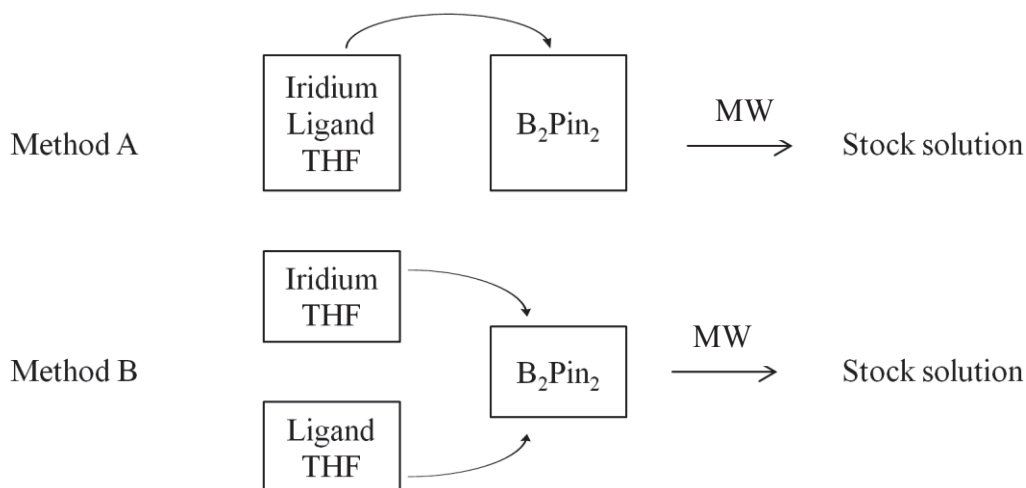 Method A
Iridium
Ligand
THF
B₂Pin₂
MW
Stock solution
Method B
Iridium
THF
Ligand
THF
B₂Pin₂
MW
Stock solution